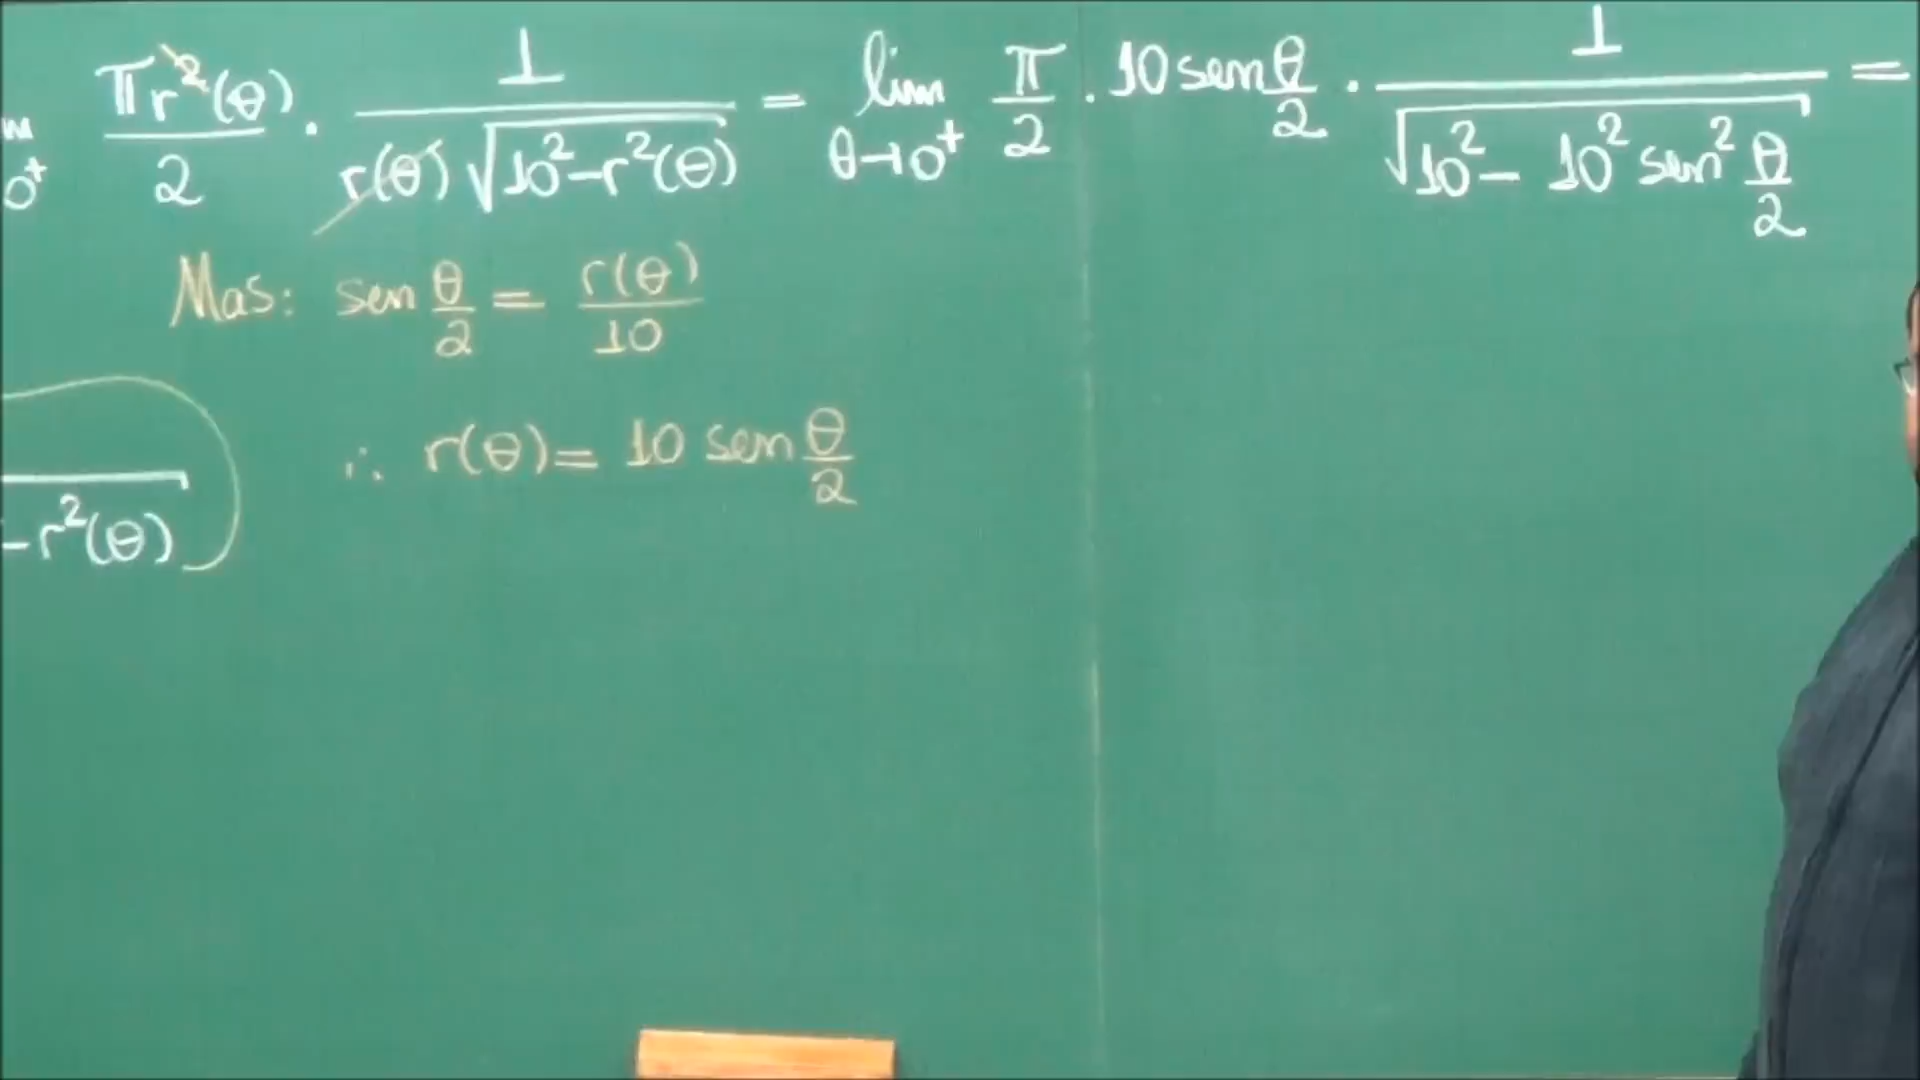 m 0⁺ πr²(θ)/2 · 1/(r(θ) √(10²-r²(θ))) = lim θ→0⁺ π/2 · 10 sen θ/2 · 1/√(10² - 10² sen² θ/2) =
Mas: sen θ/2 = r(θ)/10
∴ r(θ) = 10 sen θ/2
-r²(θ)